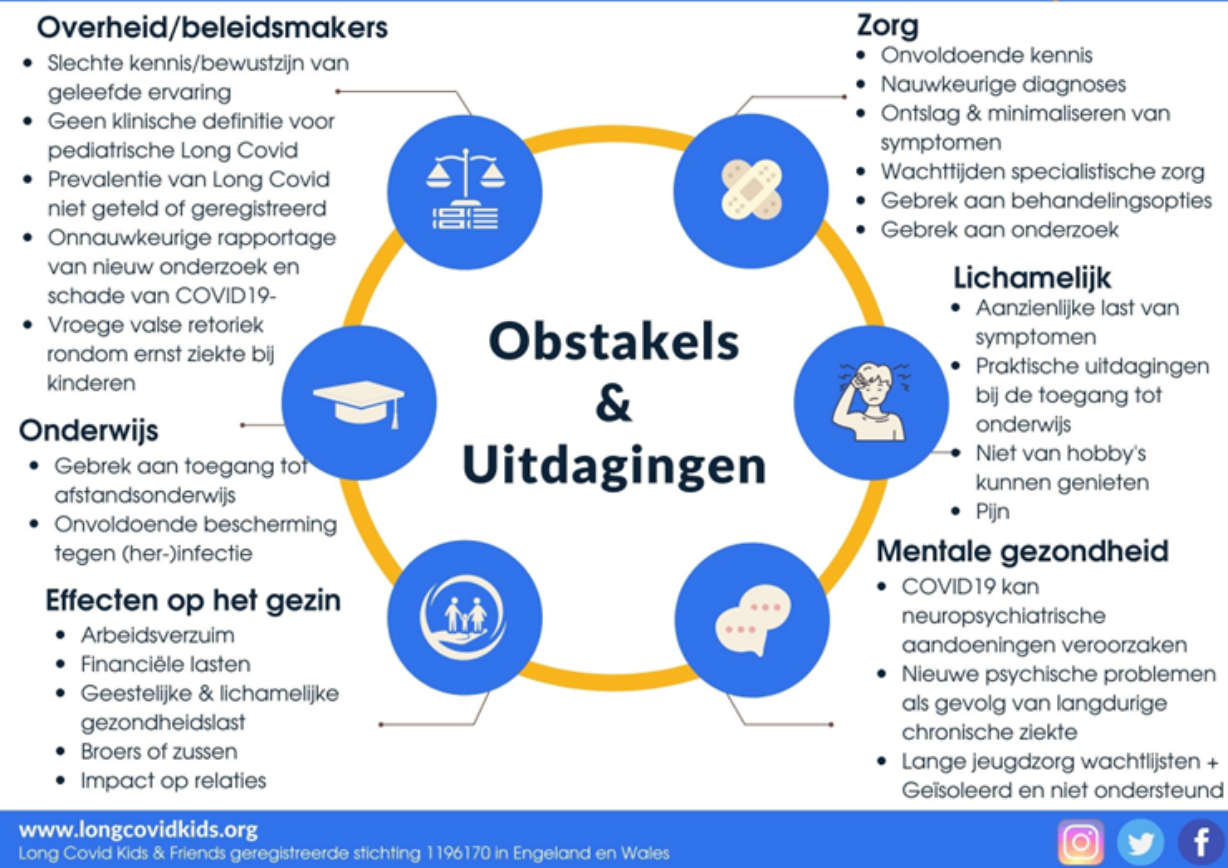 Overheid/beleidsmakers
• Slechte kennis/bewustzijn van
geleefde ervaring
• Geen klinische definitie voor
pediatrische Long Covid
• Prevalentie van Long Covid
niet geteld of geregistreerd
• Onnauwkeurige rapportage
van nieuw onderzoek en
schade van COVID19-
• Vroege valse retoriek
rondom ernst ziekte bij
kinderen
Onderwijs
• Gebrek aan toegang tot
afstandsonderwijs
• Onvoldoende bescherming
tegen (her-)infectie
Effecten op het gezin
• Arbeidsverzuim
• Financiële lasten
• Geestelijke & lichamelijke
gezondheidslast
• Broers of zussen
• Impact op relaties
Obstakels
&
Uitdagingen
Zorg
• Onvoldoende kennis
• Nauwkeurige diagnoses
• Ontslag & minimaliseren van
symptomen
• Wachttijden specialistische zorg
• Gebrek aan behandelingsopties
• Gebrek aan onderzoek
Lichamelijk
• Aanzienlijke last van
symptomen
• Praktische uitdagingen
bij de toegang tot
onderwijs
• Niet van hobby's
kunnen genieten
• Pijn
Mentale gezondheid
• COVID19 kan
neuropsychiatrische
aandoeningen veroorzaken
• Nieuwe psychische problemen
als gevolg van langdurige
chronische ziekte
• Lange jeugdzorg wachtlijsten +
Geïsoleerd en niet ondersteund
www.longcovidkids.org
Long Covid Kids & Friends geregistreerde stichting 1196170 in Engeland en Wales